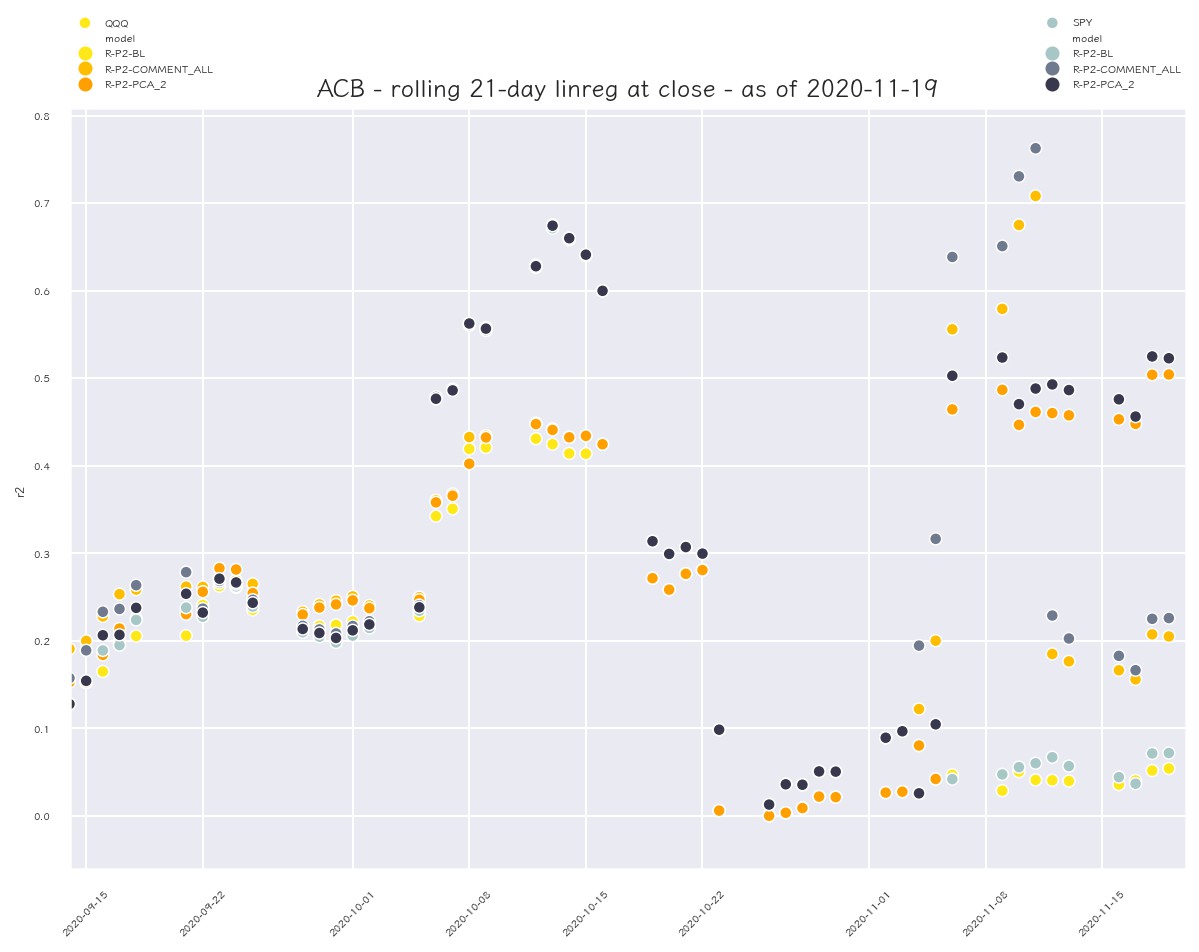 QQQ
model
R-P2-BL
R-P2-COMMENT_ALL
R-P2-PCA_2
SPY
model
R-P2-BL
R-P2-COMMENT_ALL
R-P2-PCA_2
ACB - rolling 21-day linreg at close - as of 2020-11-19
0.8
0.7
0.6
0.5
0.4
0.3
0.2
0.1
0.0
r2
2020-09-15
2020-09-22
2020-10-01
2020-10-08
2020-10-15
2020-10-22
2020-11-01
2020-11-08
2020-11-15